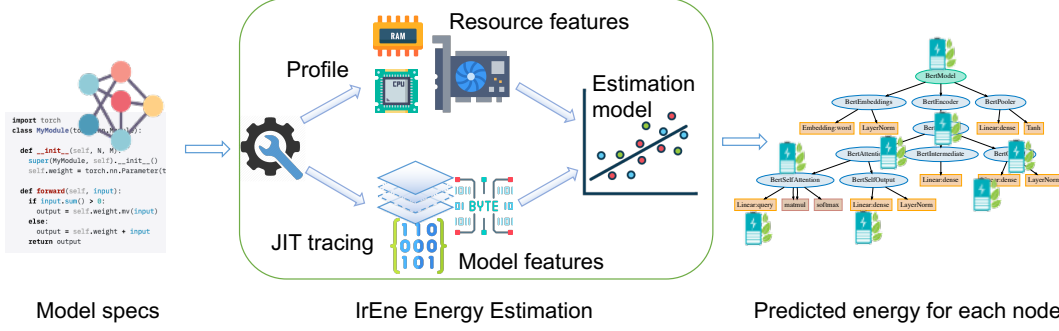 Resource features
RAM
CPU
Profile
Estimation
model
JIT tracing
BYTE
110
000
101
Model features
import torch
class MyModule(torch.nn.Module):
def __init__(self, N, M):
super(MyModule, self).__init__()
self.weight = torch.nn.Parameter(t
def forward(self, input):
if input.sum() > 0:
output = self.weight.mv(input)
else:
output = self.weight + input
return output
BertModel
BertEmbeddings
BertEncoder
BertPooler
Embedding:word
LayerNorm
Linear:dense
Tanh
BertAttenti
BertIntermediate
BertSelfAttention
BertSelfOutput
Linear:dense
Linear:dense
LayerNorm
Linear:query
matmul
softmax
Linear:dense
LayerNorm
Model specs
IrEne Energy Estimation
Predicted energy for each node